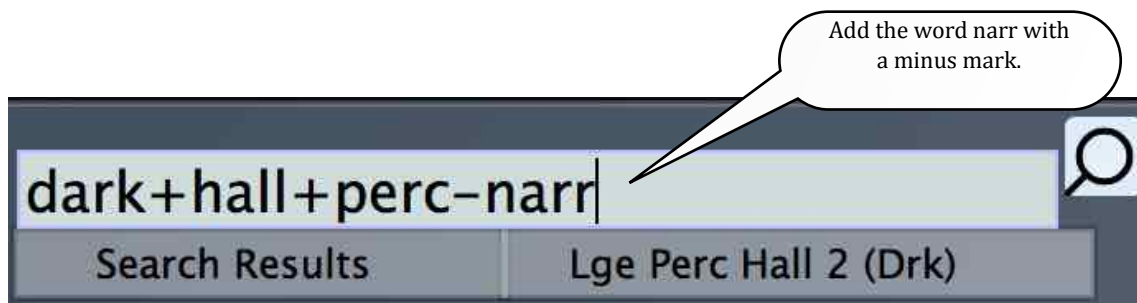 Add the word narr with
a minus mark.
dark+hall+perc-narr
Search Results
Lge Perc Hall 2 (Drk)